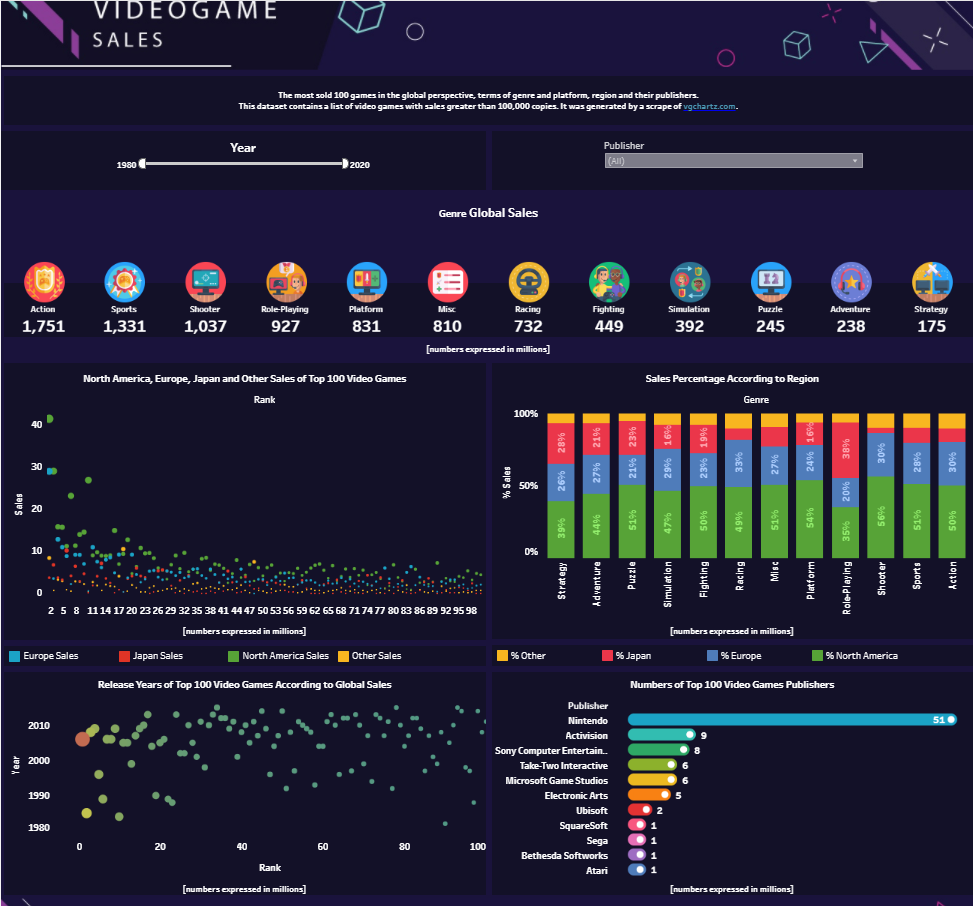 VIDEOGAME
SALES
The most sold 100 games in the global perspective, terms of genre and platform, region and their publishers.
This dataset contains a list of video games with sales greater than 100,000 copies. It was generated by a scrape of vgchartz.com.
Year
1980 2020
Publisher
(All)
Genre Global Sales
Action Sports Shooter Role-Playing Platform Misc Racing Fighting Simulation Puzzle Adventure Strategy
1,751 1,331 1,037 927 831 810 732 449 392 245 238 175
[numbers expressed in millions]
North America, Europe, Japan and Other Sales of Top 100 Video Games
Rank
Sales
40
30
20
10
0
2 5 8 11 14 17 20 23 26 29 32 35 38 41 44 47 50 53 56 59 62 65 68 71 74 77 80 83 86 89 92 95 98
[numbers expressed in millions]
Europe Sales Japan Sales North America Sales Other Sales
Sales Percentage According to Region
Genre
% Sales
100%
50%
0%
28% 21% 23% 16% 19% 16% 38%
26% 27% 21% 29% 23% 33% 27% 24% 20% 30% 28% 30%
39% 44% 51% 47% 50% 49% 51% 54% 35% 56% 51% 50%
Strategy Adventure Puzzle Simulation Fighting Racing Misc Platform Role-Playing Shooter Sports Action
[numbers expressed in millions]
% Other % Japan % Europe % North America
Release Years of Top 100 Video Games According to Global Sales
Year
2010
2000
1990
1980
0 20 40 60 80 100
Rank
[numbers expressed in millions]
Numbers of Top 100 Video Games Publishers
Publisher
Nintendo 51
Activision 9
Sony Computer Entertain.. 8
Take-Two Interactive 6
Microsoft Game Studios 6
Electronic Arts 5
Ubisoft 2
SquareSoft 1
Sega 1
Bethesda Softworks 1
Atari 1
[numbers expressed in millions]